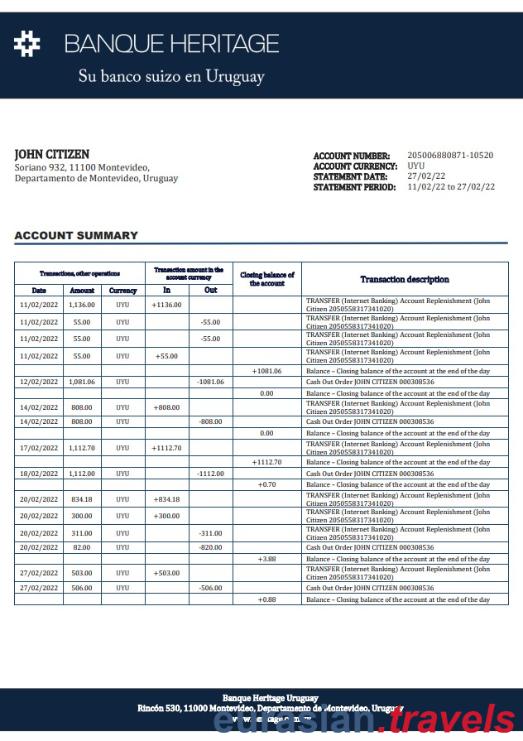 BANQUE HERITAGE
Su banco suizo en Uruguay
JOHN CITIZEN
Soriano 932, 11100 Montevideo,
Departamento de Montevideo, Uruguay
ACCOUNT NUMBER: 205006880871-10520
ACCOUNT CURRENCY: UYU
STATEMENT DATE: 27/02/22
STATEMENT PERIOD: 11/02/22 to 27/02/22
ACCOUNT SUMMARY
Transactions, other operations Transaction amount in the account currency Closing balance of the account Transaction description
Date Amount Currency In Out
11/02/2022 1,136.00 UYU +1136.00 TRANSFER (Internet Banking) Account Replenishment (John Citizen 2050558317341020)
11/02/2022 55.00 UYU -55.00 TRANSFER (Internet Banking) Account Replenishment (John Citizen 2050558317341020)
11/02/2022 55.00 UYU -55.00 TRANSFER (Internet Banking) Account Replenishment (John Citizen 2050558317341020)
11/02/2022 55.00 UYU +55.00 TRANSFER (Internet Banking) Account Replenishment (John Citizen 2050558317341020)
+1081.06 Balance – Closing balance of the account at the end of the day
12/02/2022 1,081.06 UYU -1081.06 Cash Out Order JOHN CITIZEN 000308536
0.00 Balance – Closing balance of the account at the end of the day
14/02/2022 808.00 UYU +808.00 TRANSFER (Internet Banking) Account Replenishment (John Citizen 2050558317341020)
14/02/2022 808.00 UYU -808.00 Cash Out Order JOHN CITIZEN 000308536
0.00 Balance – Closing balance of the account at the end of the day
17/02/2022 1,112.70 UYU +1112.70 TRANSFER (Internet Banking) Account Replenishment (John Citizen 2050558317341020)
+1112.70 Balance – Closing balance of the account at the end of the day
18/02/2022 1,112.00 UYU -1112.00 Cash Out Order JOHN CITIZEN 000308536
+0.70 Balance – Closing balance of the account at the end of the day
20/02/2022 834.18 UYU +834.18 TRANSFER (Internet Banking) Account Replenishment (John Citizen 2050558317341020)
20/02/2022 300.00 UYU +300.00 TRANSFER (Internet Banking) Account Replenishment (John Citizen 2050558317341020)
20/02/2022 311.00 UYU -311.00 TRANSFER (Internet Banking) Account Replenishment (John Citizen 2050558317341020)
20/02/2022 82.00 UYU -820.00 Cash Out Order JOHN CITIZEN 000308536
+3.88 Balance – Closing balance of the account at the end of the day
27/02/2022 503.00 UYU +503.00 TRANSFER (Internet Banking) Account Replenishment (John Citizen 2050558317341020)
27/02/2022 506.00 UYU -506.00 Cash Out Order JOHN CITIZEN 000308536
+0.88 Balance – Closing balance of the account at the end of the day
Banque Heritage Uruguay
Rincón 530, 11000 Montevideo, Departamento de Montevideo, Uruguay
eurasian.travels